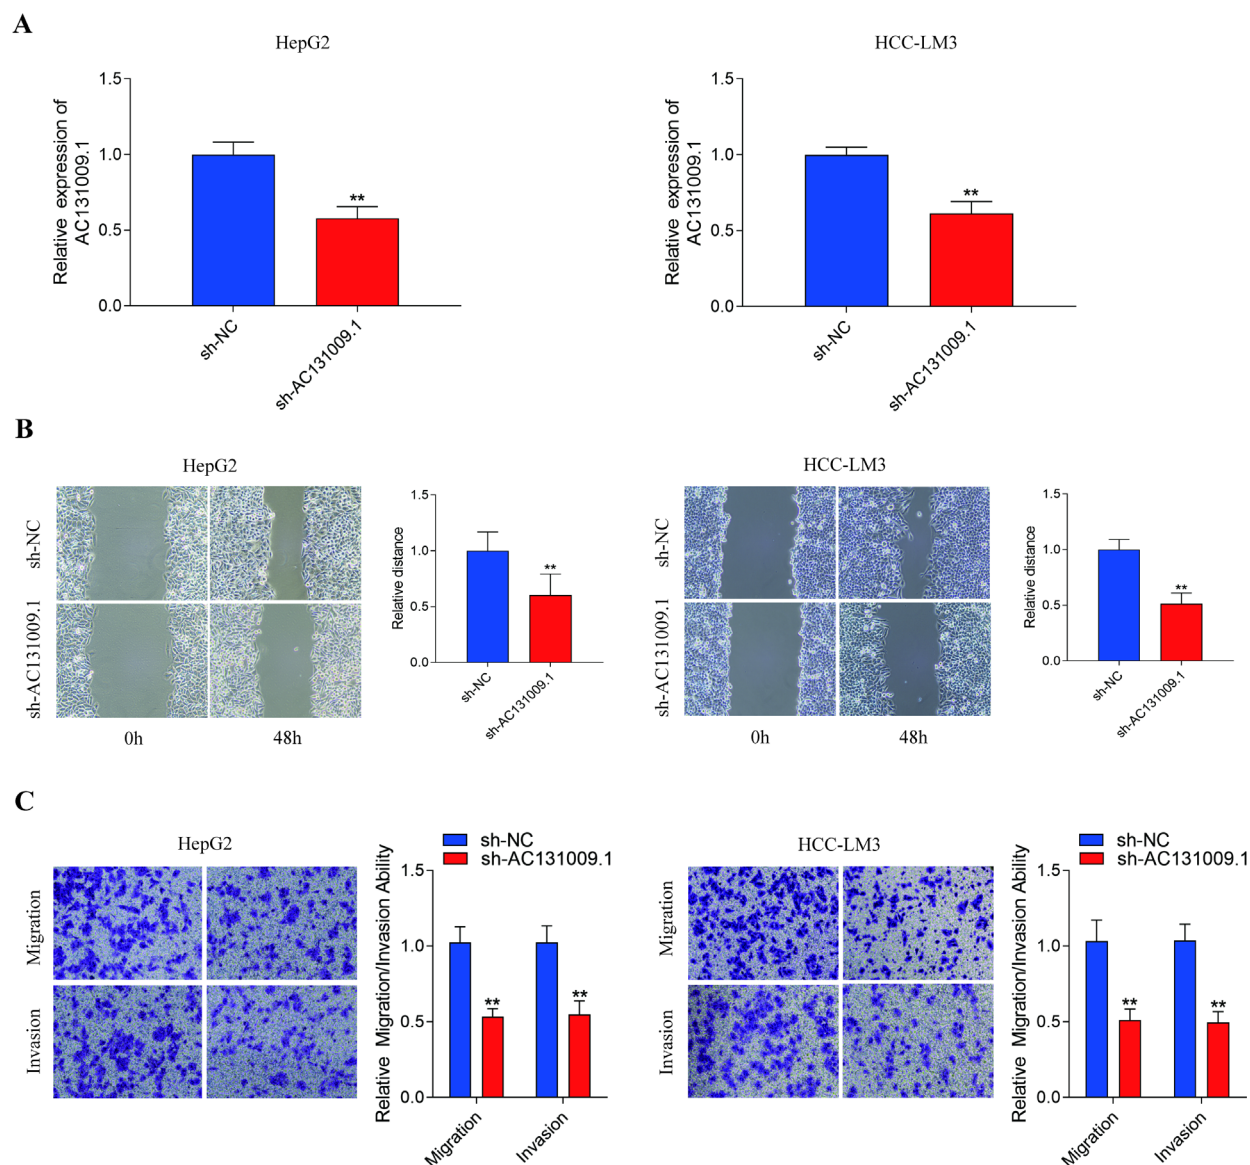 A
HepG2
HCC-LM3
Relative expression of
AC131009.1
1.5
1.0
0.5
0.0
**
sh-NC
sh-AC131009.1
Relative expression of
AC131009.1
1.5
1.0
0.5
0.0
**
sh-NC
sh-AC131009.1
B
HepG2
sh-NC
sh-AC131009.1
0h
48h
Relative distance
1.5
1.0
0.5
0.0
**
sh-NC
sh-AC131009.1
HCC-LM3
sh-NC
sh-AC131009.1
0h
48h
Relative distance
1.5
1.0
0.5
0.0
**
sh-NC
sh-AC131009.1
C
HepG2
Migration
Invasion
sh-NC
sh-AC131009.1
Relative Migration/Invasion Ability
1.5
1.0
0.5
0.0
**
**
Migration
Invasion
HCC-LM3
Migration
Invasion
sh-NC
sh-AC131009.1
Relative Migration/Invasion Ability
1.5
1.0
0.5
0.0
**
**
Migration
Invasion